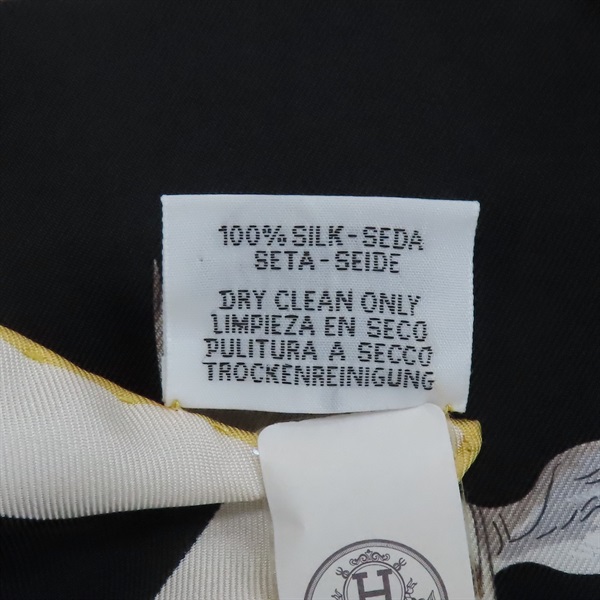 100% SILK-SEDA
SETA-SEIDE
DRY CLEAN ONLY
LIMPIEZA EN SECO
PULITURA A SECCO
TROCKENREINIGUNG
H